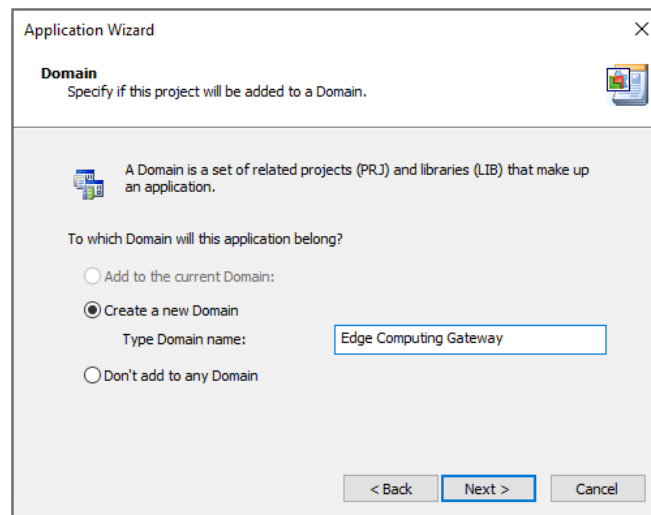 Application Wizard
Domain
Specify if this project will be added to a Domain.
A Domain is a set of related projects (PRJ) and libraries (LIB) that make up
an application.
To which Domain will this application belong?
Add to the current Domain:
Create a new Domain
Type Domain name: Edge Computing Gateway
Don't add to any Domain
< Back Next > Cancel